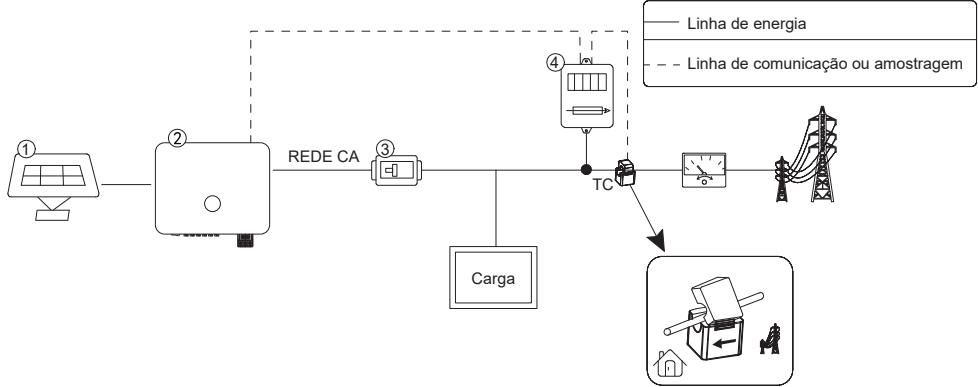 Linha de energia
Linha de comunicação ou amostragem
④
①
②
③
REDE CA
TC
Carga